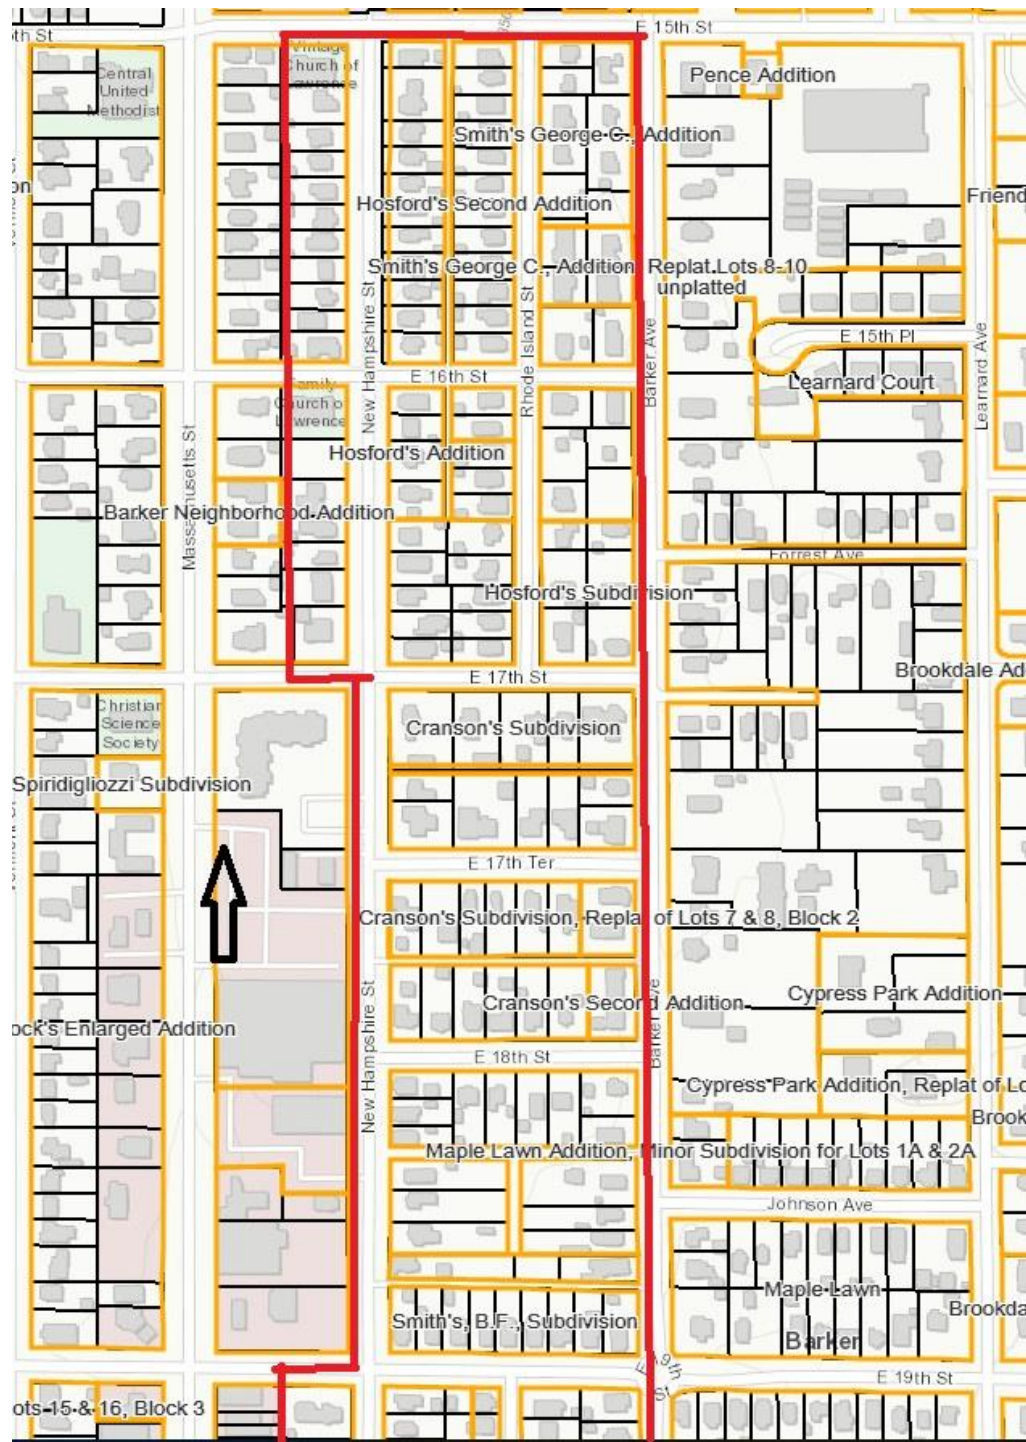 E 15th St
Central
United
Methodist
Vintage
Church of
Lawrence
Pence Addition
Smith's George C., Addition
Hosford's Second Addition
Friend
Smith's George C., Addition, Replat Lots 8-10
unplatted
New Hampshire St
Rhode Island St
Barker Ave
E 15th Pl
Learnard Ave
E 16th St
Learnard Court
Family
Church of
Lawrence
Massachusetts St
Hosford's Addition
Barker Neighborhood Addition
Forrest Ave
Hosford's Subdivision
E 17th St
Brookdale Ad
Christian
Science
Society
Cranson's Subdivision
Spiridigliozzi Subdivision
E 17th Ter
Cranson's Subdivision, Replat of Lots 7 & 8, Block 2
Cranson's Second Addition
Cypress Park Addition
New Hampshire St
Barker Ave
ock's Enlarged Addition
E 18th St
Cypress Park Addition, Replat of Lo
Brook
Maple Lawn Addition, Minor Subdivision for Lots 1A & 2A
Johnson Ave
Maple Lawn
Brookda
Smith's, B.F., Subdivision
Barker
E 19th St
E 19th St
ots 15 & 16, Block 3